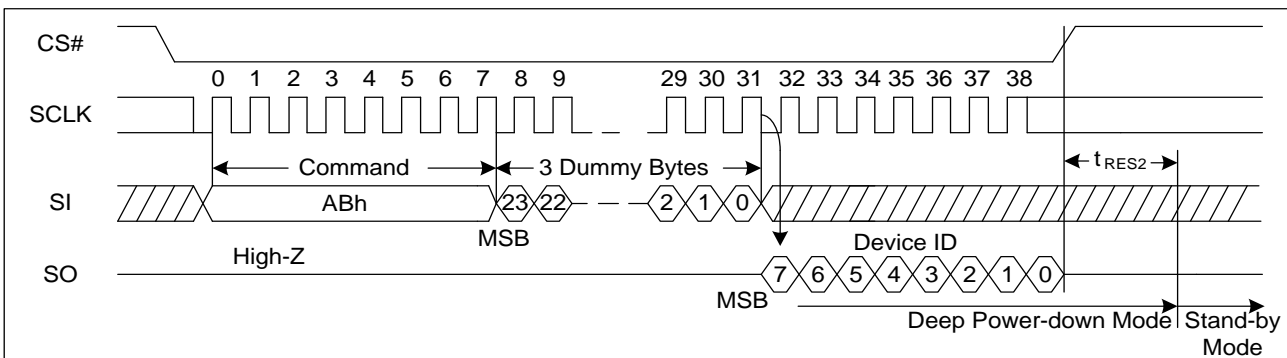 CS#
0 1 2 3 4 5 6 7 8 9 29 30 31 32 33 34 35 36 37 38
SCLK
Command 3 Dummy Bytes tRES2
SI ABh 23 22 2 1 0
MSB
High-Z Device ID
SO 7 6 5 4 3 2 1 0
MSB
Deep Power-down Mode Stand-by
Mode